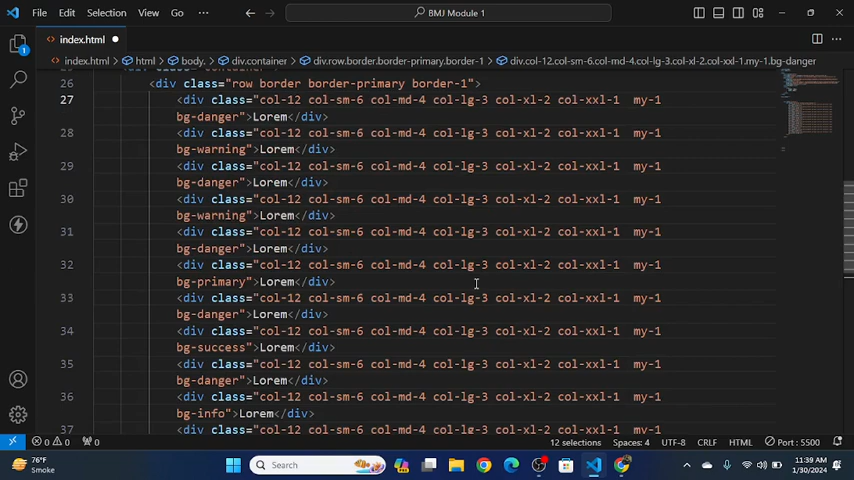 File Edit Selection View Go ··· BMJ Module 1
index.html
index.html > html > body. > div.container > div.row.border.border-primary.border-1 > div.col-12.col-sm-6.col-md-4.col-lg-3.col-xl-2.col-xxl-1.my-1.bg-danger
26 <div class="row border border-primary border-1">
27 <div class="col-12 col-sm-6 col-md-4 col-lg-3 col-xl-2 col-xxl-1 my-1
bg-danger">Lorem</div>
28 <div class="col-12 col-sm-6 col-md-4 col-lg-3 col-xl-2 col-xxl-1 my-1
bg-warning">Lorem</div>
29 <div class="col-12 col-sm-6 col-md-4 col-lg-3 col-xl-2 col-xxl-1 my-1
bg-danger">Lorem</div>
30 <div class="col-12 col-sm-6 col-md-4 col-lg-3 col-xl-2 col-xxl-1 my-1
bg-warning">Lorem</div>
31 <div class="col-12 col-sm-6 col-md-4 col-lg-3 col-xl-2 col-xxl-1 my-1
bg-danger">Lorem</div>
32 <div class="col-12 col-sm-6 col-md-4 col-lg-3 col-xl-2 col-xxl-1 my-1
bg-primary">Lorem</div>
33 <div class="col-12 col-sm-6 col-md-4 col-lg-3 col-xl-2 col-xxl-1 my-1
bg-danger">Lorem</div>
34 <div class="col-12 col-sm-6 col-md-4 col-lg-3 col-xl-2 col-xxl-1 my-1
bg-success">Lorem</div>
35 <div class="col-12 col-sm-6 col-md-4 col-lg-3 col-xl-2 col-xxl-1 my-1
bg-danger">Lorem</div>
36 <div class="col-12 col-sm-6 col-md-4 col-lg-3 col-xl-2 col-xxl-1 my-1
bg-info">Lorem</div>
37 <div class="col-12 col-sm-6 col-md-4 col-lg-3 col-xl-2 col-xxl-1 my-1
0 0 0 12 selections Spaces: 4 UTF-8 CRLF HTML Port : 5500
76°F
Smoke
Search
11:39 AM
1/30/2024